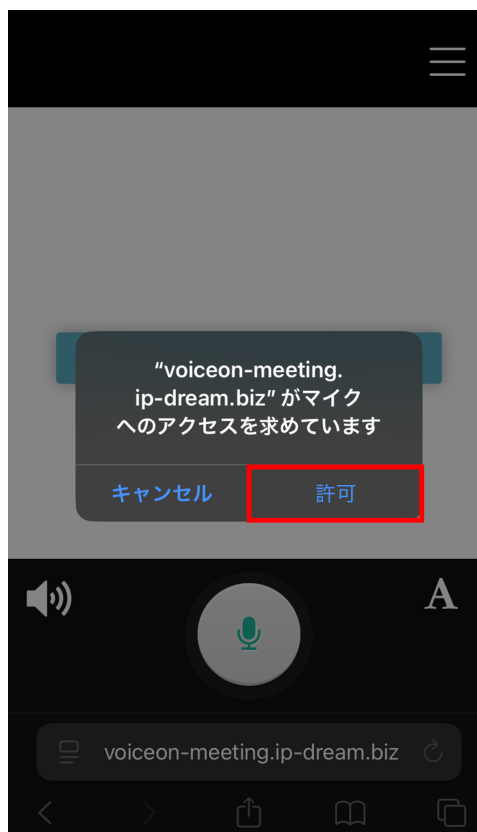 “voiceon-meeting.
ip-dream.biz”がマイク
へのアクセスを求めています
キャンセル
許可
A
voiceon-meeting.ip-dream.biz